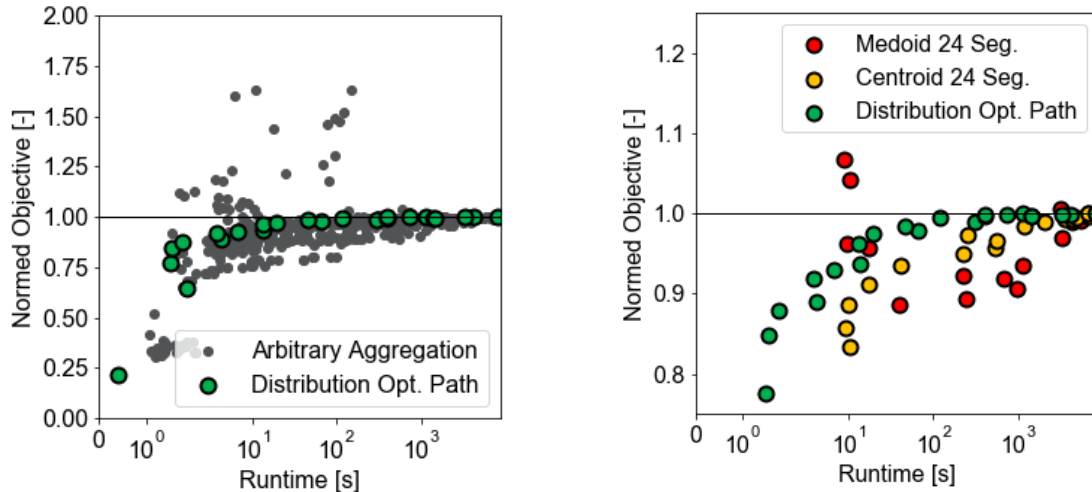 2.00
1.75
1.50
1.25
1.00
0.75
0.50
0.25
0.00
Normed Objective [-]
Arbitrary Aggregation
Distribution Opt. Path
0
10^0
10^1
10^2
10^3
Runtime [s]
1.2
1.1
1.0
0.9
0.8
Normed Objective [-]
Medoid 24 Seg.
Centroid 24 Seg.
Distribution Opt. Path
0
10^0
10^1
10^2
10^3
Runtime [s]